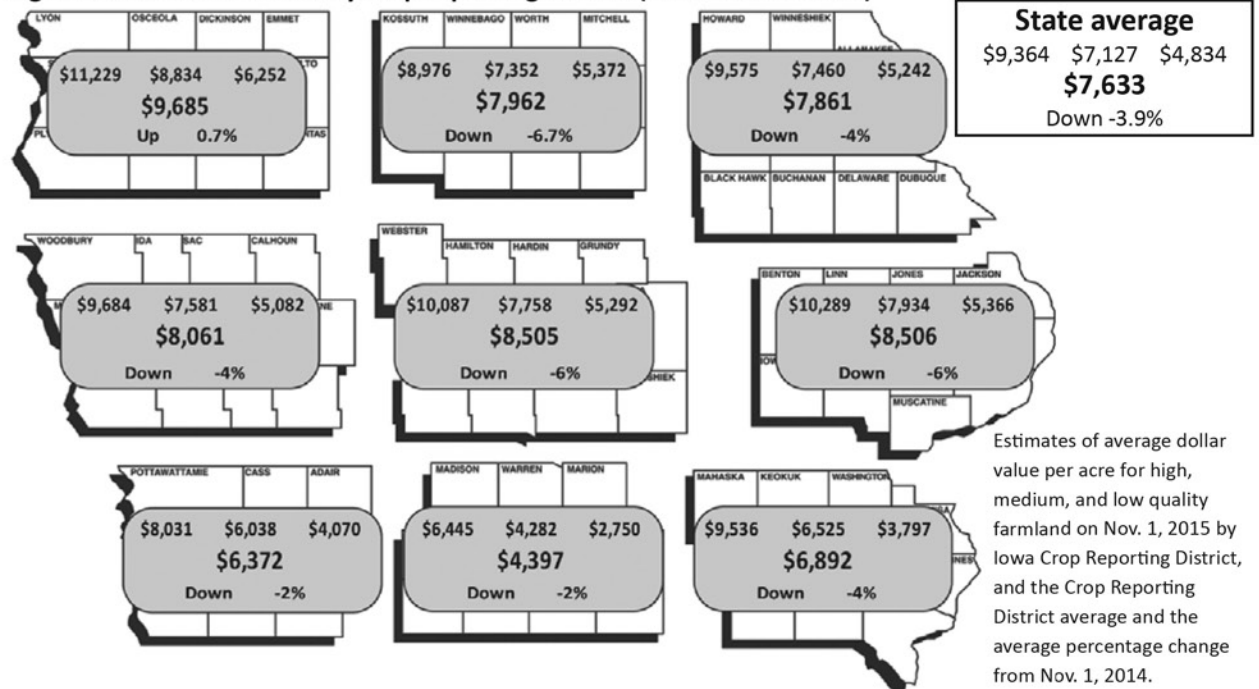 LYON OSCEOLA DICKINSON EMMET
$11,229 $8,834 $6,252
$9,685
Up 0.7%
KOSSUTH WINNEBAGO WORTH MITCHELL
$8,976 $7,352 $5,372
$7,962
Down -6.7%
HOWARD WINNESHIEK
ALLAMAKEE
$9,575 $7,460 $5,242
$7,861
Down -4%
BLACK HAWK BUCHANAN DELAWARE DUBUQUE
State average
$9,364 $7,127 $4,834
$7,633
Down -3.9%
WOODBURY IDA SAC CALHOUN
$9,684 $7,581 $5,082
$8,061
Down -4%
WEBSTER
HAMILTON HARDIN GRUNDY
$10,087 $7,758 $5,292
$8,505
Down -6%
SHIEK
BENTON LINN JONES JACKSON
$10,289 $7,934 $5,366
$8,506
Down -6%
MUSCATINE
POTTAWATTAMIE CASS ADAIR
$8,031 $6,038 $4,070
$6,372
Down -2%
MADISON WARREN MARION
$6,445 $4,282 $2,750
$4,397
Down -2%
MAHASKA KEOKUK WASHINGTON
$9,536 $6,525 $3,797
$6,892
Down -4%
Estimates of average dollar
value per acre for high,
medium, and low quality
farmland on Nov. 1, 2015 by
Iowa Crop Reporting District,
and the Crop Reporting
District average and the
average percentage change
from Nov. 1, 2014.